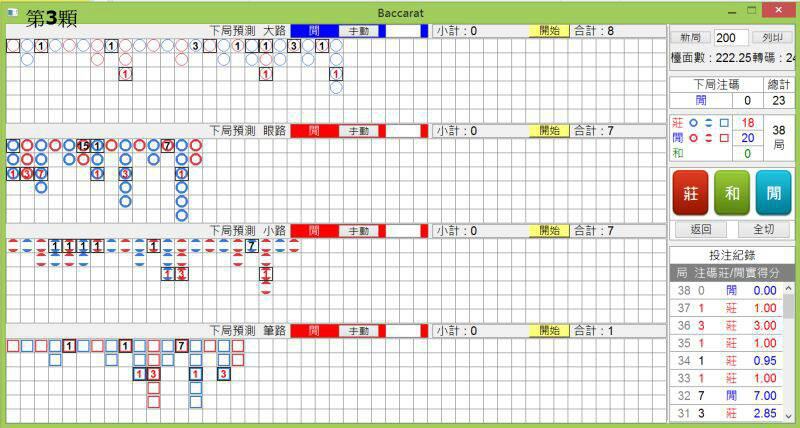 第3顆
Baccarat
下局預測 大路 閒 手動 小計：0 開始 合計：8
1 1 3 1 1 3 1
1 1 1
下局預測 眼路 閒 手動 小計：0 開始 合計：7
15 1 7
1 3 7 1 3 1
下局預測 小路 閒 手動 小計：0 開始 合計：7
1 1 1 1 1 7
1 3 1
下局預測 筆路 閒 手動 小計：0 開始 合計：1
1 1 7
1 3 1 3
新局 200 列印
檯面數：222.25轉碼：24
下局注碼 總計
閒 0 23
莊 18
閒 20
和 0
38
局
莊 和 閒
返回 全切
投注紀錄
局 注碼莊/閒實得分
38 0 閒 0.00
37 1 莊 1.00
36 3 莊 3.00
35 1 莊 1.00
34 1 莊 0.95
33 1 莊 1.00
32 7 閒 7.00
31 3 莊 2.85